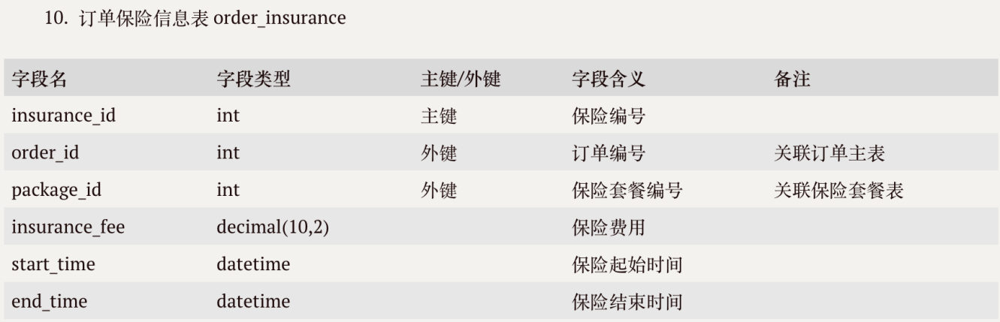 10. 订单保险信息表 order_insurance
字段名 字段类型 主键/外键 字段含义 备注
insurance_id int 主键 保险编号
order_id int 外键 订单编号 关联订单主表
package_id int 外键 保险套餐编号 关联保险套餐表
insurance_fee decimal(10,2) 保险费用
start_time datetime 保险起始时间
end_time datetime 保险结束时间